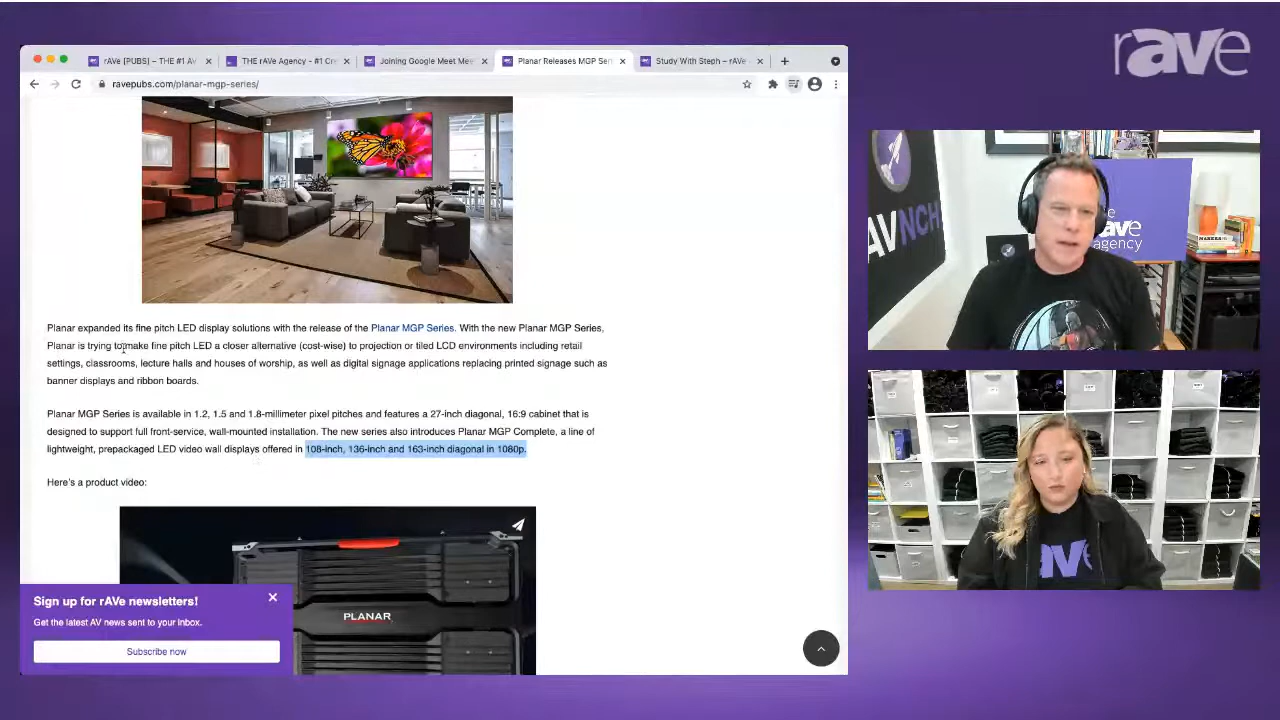 rAVe
rAVe [PUBS] – THE #1 AV
THE rAVe Agency - #1 Cre
Joining Google Meet Mee
Planar Releases MGP Seri
Study With Steph – rAVe
ravepubs.com/planar-mgp-series/
Planar expanded its fine pitch LED display solutions with the release of the Planar MGP Series. With the new Planar MGP Series,
Planar is trying to make fine pitch LED a closer alternative (cost-wise) to projection or tiled LCD environments including retail
settings, classrooms, lecture halls and houses of worship, as well as digital signage applications replacing printed signage such as
banner displays and ribbon boards.
Planar MGP Series is available in 1.2, 1.5 and 1.8-millimeter pixel pitches and features a 27-inch diagonal, 16:9 cabinet that is
designed to support full front-service, wall-mounted installation. The new series also introduces Planar MGP Complete, a line of
lightweight, prepackaged LED video wall displays offered in 108-inch, 136-inch and 163-inch diagonal in 1080p.
Here's a product video:
PLANAR
Sign up for rAVe newsletters!
Get the latest AV news sent to your inbox.
Subscribe now
AVNCH
agency